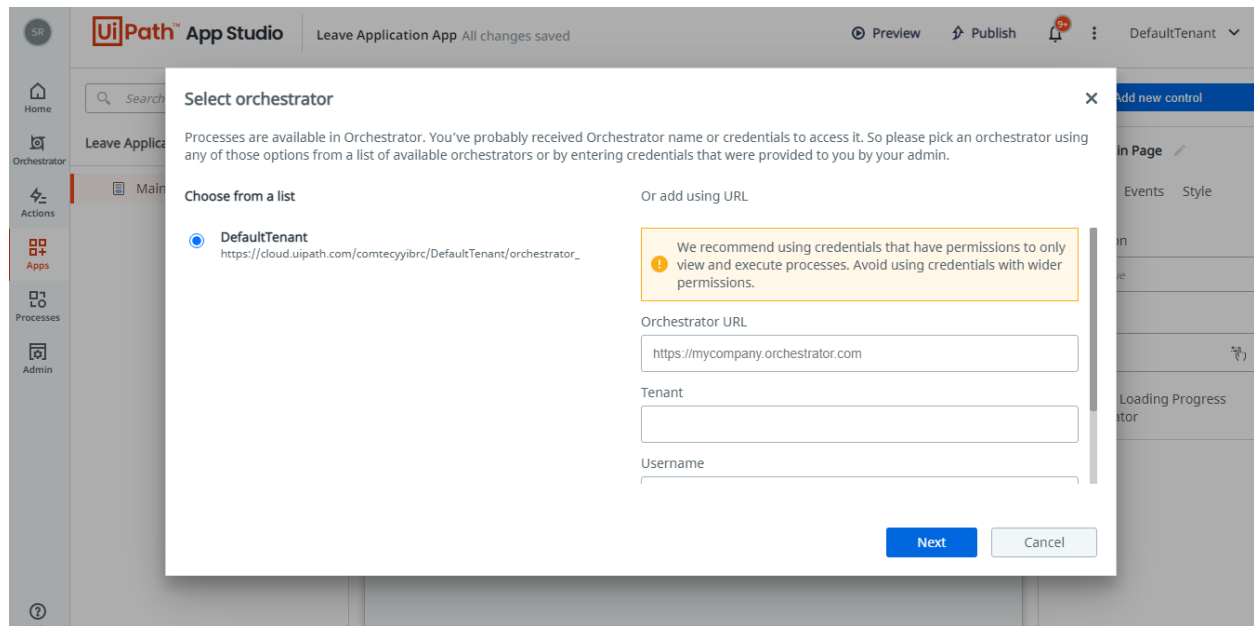 SR
UiPath™ App Studio
Leave Application App All changes saved
Preview
Publish
9+
DefaultTenant
Home
Orchestrator
Actions
Apps
Processes
Admin
Search
Leave Applica
Main
Select orchestrator
Processes are available in Orchestrator. You've probably received Orchestrator name or credentials to access it. So please pick an orchestrator using
any of those options from a list of available orchestrators or by entering credentials that were provided to you by your admin.
Choose from a list
DefaultTenant
https://cloud.uipath.com/comtecyyibrc/DefaultTenant/orchestrator_
Or add using URL
We recommend using credentials that have permissions to only
view and execute processes. Avoid using credentials with wider
permissions.
Orchestrator URL
https://mycompany.orchestrator.com
Tenant
Username
Next
Cancel
Add new control
in Page
Events Style
Loading Progress